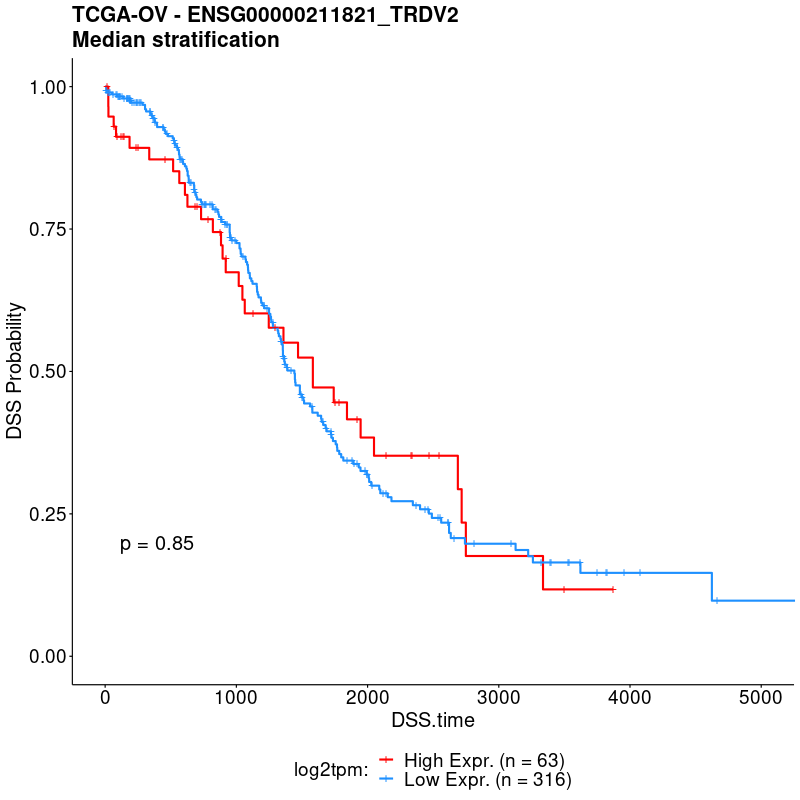 TCGA-OV - ENSG00000211821_TRDV2
Median stratification
1.00
0.75
0.50
0.25
0.00
DSS Probability
p = 0.85
0 1000 2000 3000 4000 5000
DSS.time
log2tpm:
High Expr. (n = 63)
Low Expr. (n = 316)